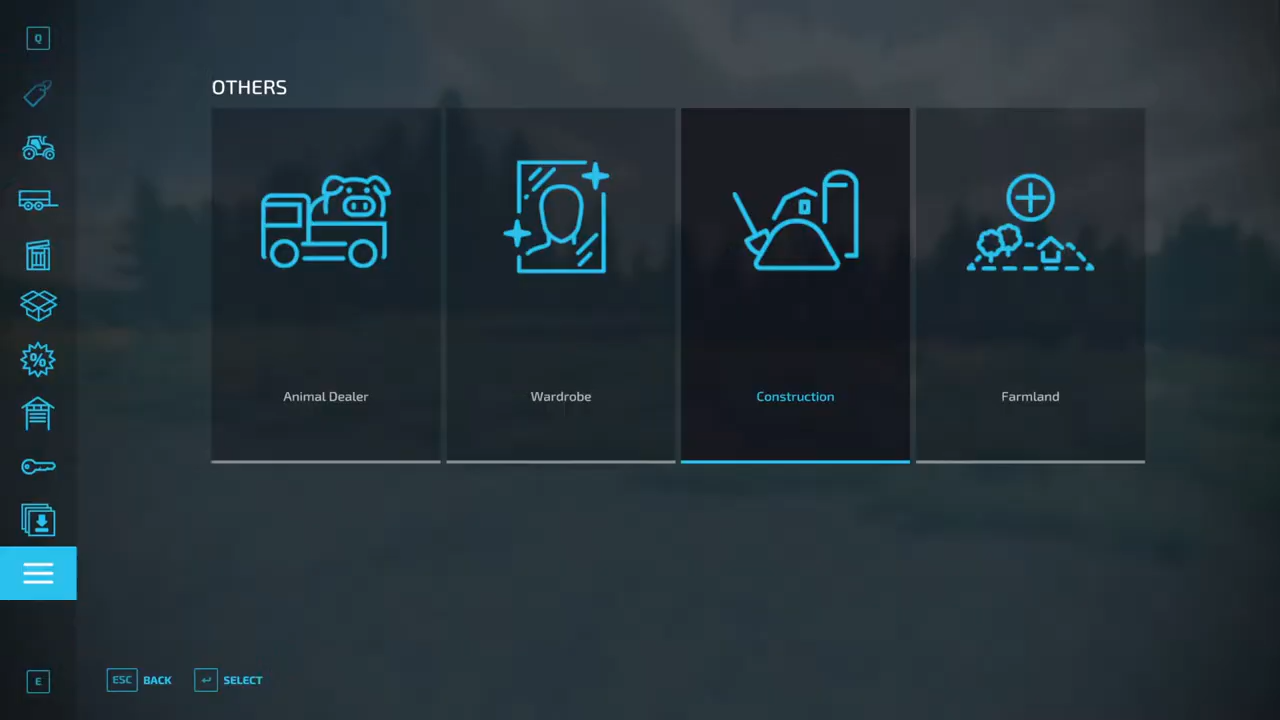 Q
OTHERS
%
Animal Dealer
Wardrobe
Construction
Farmland
E
ESC BACK
SELECT